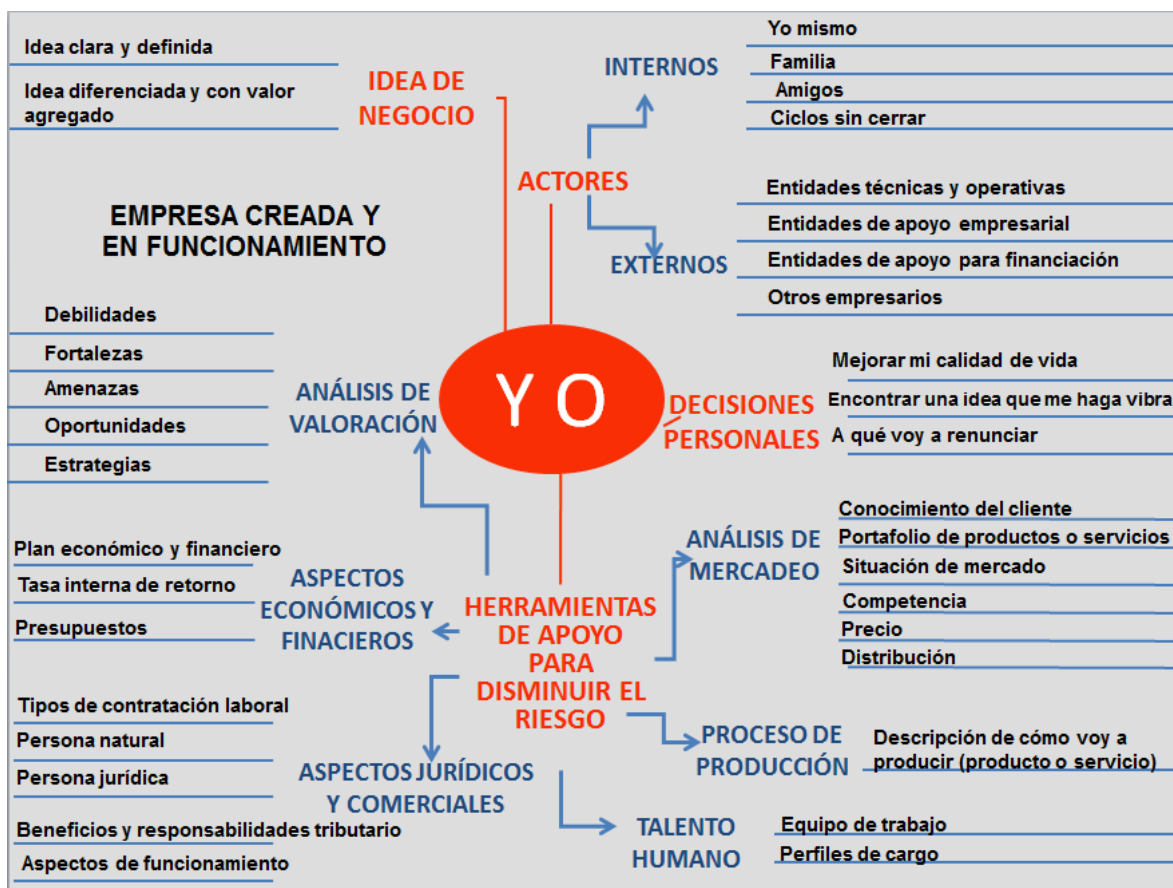 Idea clara y definida
Idea diferenciada y con valor
agregado
IDEA DE
NEGOCIO
INTERNOS
Yo mismo
Familia
Amigos
Ciclos sin cerrar
ACTORES
EXTERNOS
Entidades técnicas y operativas
Entidades de apoyo empresarial
Entidades de apoyo para financiación
Otros empresarios
EMPRESA CREADA Y
EN FUNCIONAMIENTO
YO
DECISIONES
PERSONALES
Mejorar mi calidad de vida
Encontrar una idea que me haga vibra
A qué voy a renunciar
Debilidades
Fortalezas
Amenazas
Oportunidades
Estrategias
ANÁLISIS DE
VALORACIÓN
HERRAMIENTAS
DE APOYO
PARA
DISMINUIR EL
RIESGO
ANÁLISIS DE
MERCADEO
Conocimiento del cliente
Portafolio de productos o servicios
Situación de mercado
Competencia
Precio
Distribución
Plan económico y financiero
Tasa interna de retorno
Presupuestos
ASPECTOS
ECONÓMICOS Y
FINACIEROS
Tipos de contratación laboral
Persona natural
Persona jurídica
Beneficios y responsabilidades tributario
Aspectos de funcionamiento
ASPECTOS JURÍDICOS
Y COMERCIALES
PROCESO DE
PRODUCCIÓN
Descripción de cómo voy a
producir (producto o servicio)
TALENTO
HUMANO
Equipo de trabajo
Perfiles de cargo